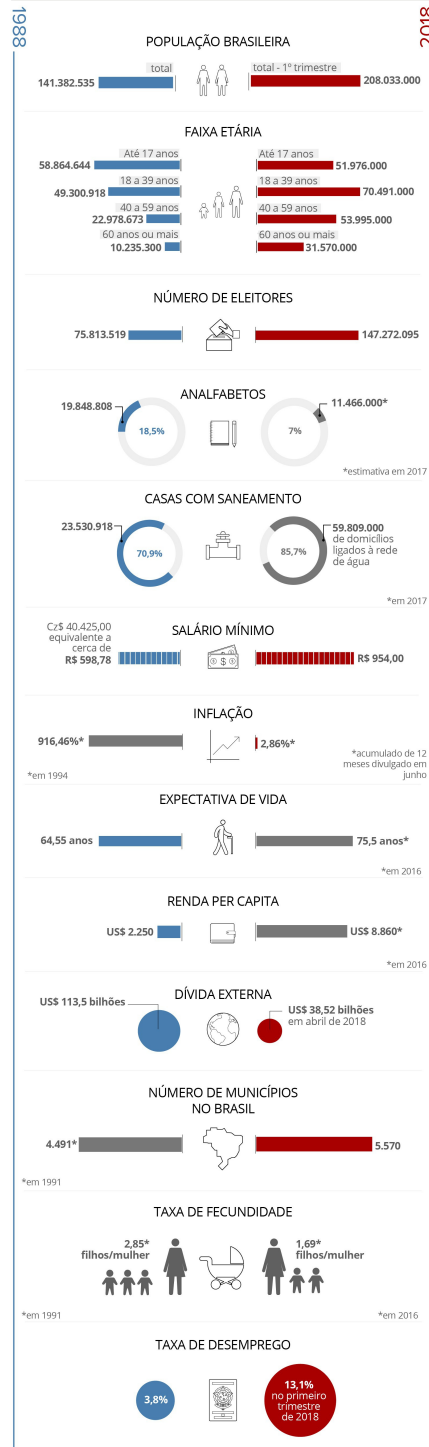 1988
2018
POPULAÇÃO BRASILEIRA
total
141.382.535
total - 1º trimestre
208.033.000
FAIXA ETÁRIA
Até 17 anos
58.864.644
Até 17 anos
51.976.000
18 a 39 anos
49.300.918
18 a 39 anos
70.491.000
40 a 59 anos
22.978.673
40 a 59 anos
53.995.000
60 anos ou mais
10.235.300
60 anos ou mais
31.570.000
NÚMERO DE ELEITORES
75.813.519
147.272.095
ANALFABETOS
19.848.808
18,5%
11.466.000*
7%
*estimativa em 2017
CASAS COM SANEAMENTO
23.530.918
70,9%
85,7%
59.809.000
de domicílios
ligados à rede
de água
*em 2017
SALÁRIO MÍNIMO
Cz$ 40.425,00
equivalente a
cerca de
R$ 598,78
R$ 954,00
INFLAÇÃO
916,46%*
*em 1994
2,86%*
*acumulado de 12
meses divulgado em
junho
EXPECTATIVA DE VIDA
64,55 anos
75,5 anos*
*em 2016
RENDA PER CAPITA
US$ 2.250
US$ 8.860*
*em 2016
DÍVIDA EXTERNA
US$ 113,5 bilhões
US$ 38,52 bilhões
em abril de 2018
NÚMERO DE MUNICÍPIOS
NO BRASIL
4.491*
5.570
*em 1991
TAXA DE FECUNDIDADE
2,85*
filhos/mulher
1,69*
filhos/mulher
*em 1991
*em 2016
TAXA DE DESEMPREGO
3,8%
13,1%
no primeiro
trimestre
de 2018